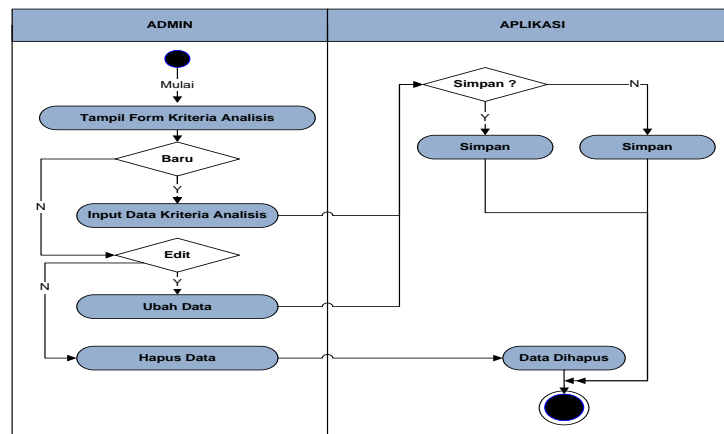 ADMIN
APLIKASI
Mulai
Tampil Form Kriteria Analisis
Baru
Y
N
Input Data Kriteria Analisis
Edit
Y
N
Ubah Data
Hapus Data
Simpan ?
Y
N
Simpan
Simpan
Data Dihapus